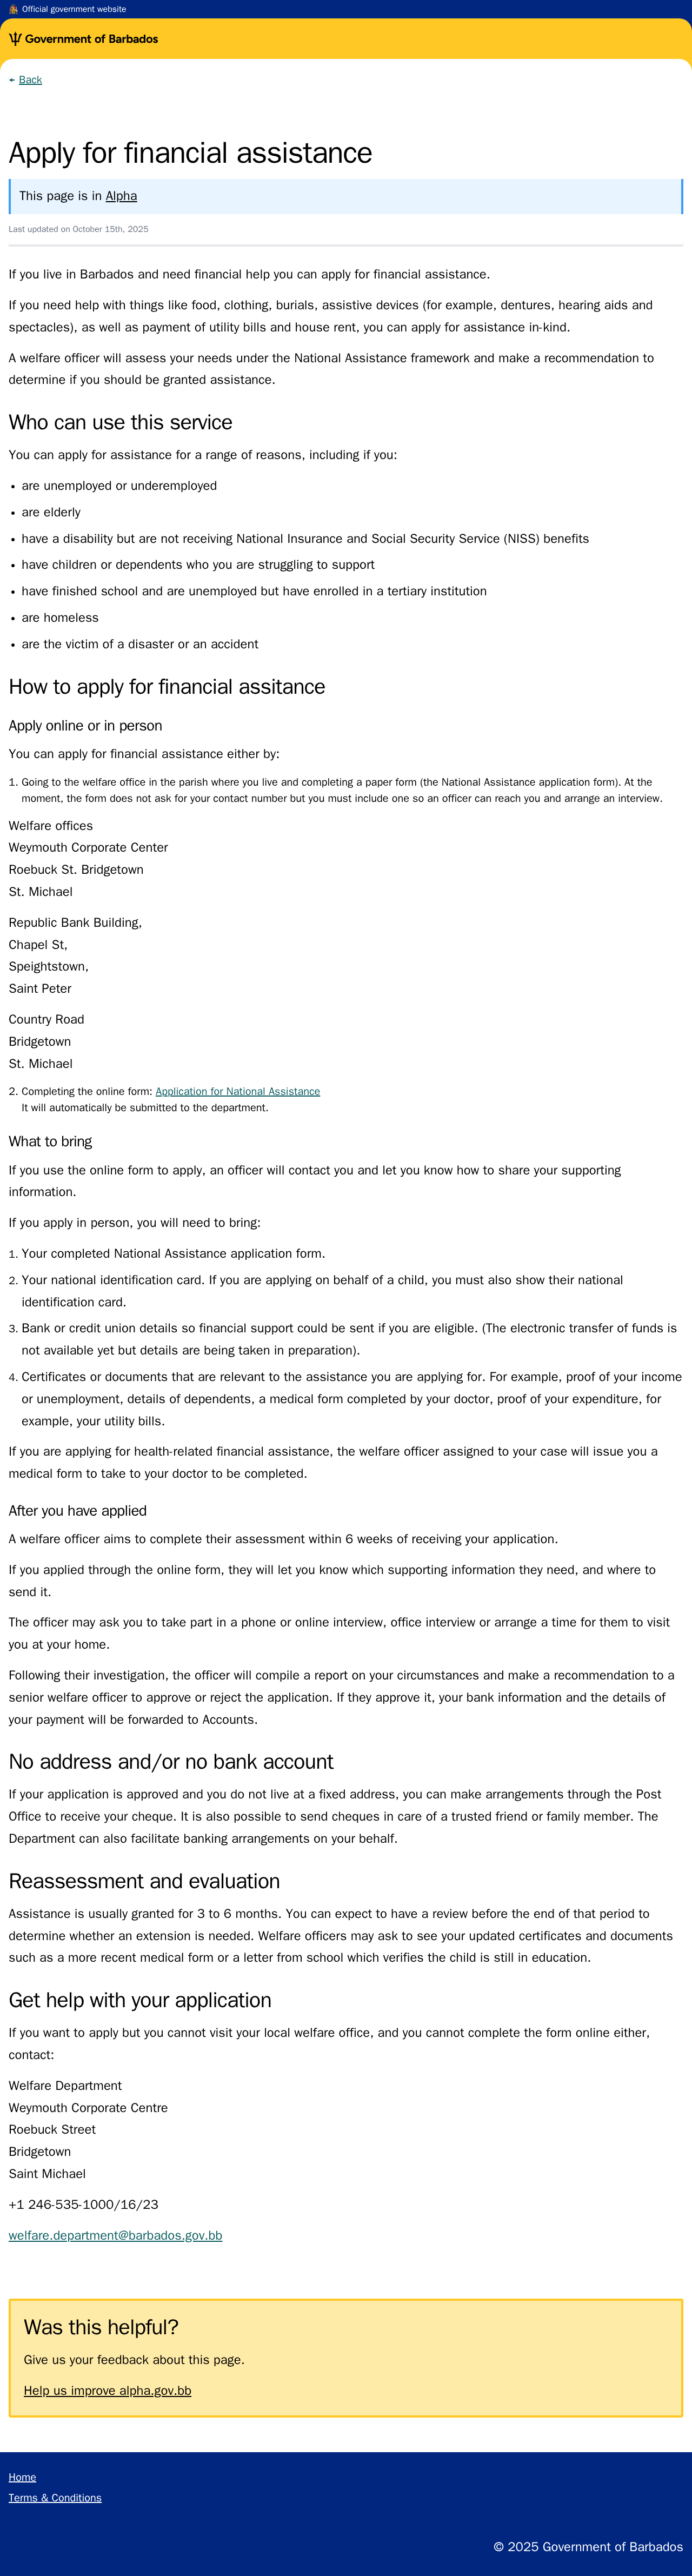 Official government website
Government of Barbados
← Back
Apply for financial assistance
This page is in Alpha
Last updated on October 15th, 2025
If you live in Barbados and need financial help you can apply for financial assistance.
If you need help with things like food, clothing, burials, assistive devices (for example, dentures, hearing aids and
spectacles), as well as payment of utility bills and house rent, you can apply for assistance in-kind.
A welfare officer will assess your needs under the National Assistance framework and make a recommendation to
determine if you should be granted assistance.
Who can use this service
You can apply for assistance for a range of reasons, including if you:
• are unemployed or underemployed
• are elderly
• have a disability but are not receiving National Insurance and Social Security Service (NISS) benefits
• have children or dependents who you are struggling to support
• have finished school and are unemployed but have enrolled in a tertiary institution
• are homeless
• are the victim of a disaster or an accident
How to apply for financial assitance
Apply online or in person
You can apply for financial assistance either by:
1. Going to the welfare office in the parish where you live and completing a paper form (the National Assistance application form). At the
moment, the form does not ask for your contact number but you must include one so an officer can reach you and arrange an interview.
Welfare offices
Weymouth Corporate Center
Roebuck St. Bridgetown
St. Michael
Republic Bank Building,
Chapel St,
Speightstown,
Saint Peter
Country Road
Bridgetown
St. Michael
2. Completing the online form: Application for National Assistance
It will automatically be submitted to the department.
What to bring
If you use the online form to apply, an officer will contact you and let you know how to share your supporting
information.
If you apply in person, you will need to bring:
1. Your completed National Assistance application form.
2. Your national identification card. If you are applying on behalf of a child, you must also show their national
identification card.
3. Bank or credit union details so financial support could be sent if you are eligible. (The electronic transfer of funds is
not available yet but details are being taken in preparation).
4. Certificates or documents that are relevant to the assistance you are applying for. For example, proof of your income
or unemployment, details of dependents, a medical form completed by your doctor, proof of your expenditure, for
example, your utility bills.
If you are applying for health-related financial assistance, the welfare officer assigned to your case will issue you a
medical form to take to your doctor to be completed.
After you have applied
A welfare officer aims to complete their assessment within 6 weeks of receiving your application.
If you applied through the online form, they will let you know which supporting information they need, and where to
send it.
The officer may ask you to take part in a phone or online interview, office interview or arrange a time for them to visit
you at your home.
Following their investigation, the officer will compile a report on your circumstances and make a recommendation to a
senior welfare officer to approve or reject the application. If they approve it, your bank information and the details of
your payment will be forwarded to Accounts.
No address and/or no bank account
If your application is approved and you do not live at a fixed address, you can make arrangements through the Post
Office to receive your cheque. It is also possible to send cheques in care of a trusted friend or family member. The
Department can also facilitate banking arrangements on your behalf.
Reassessment and evaluation
Assistance is usually granted for 3 to 6 months. You can expect to have a review before the end of that period to
determine whether an extension is needed. Welfare officers may ask to see your updated certificates and documents
such as a more recent medical form or a letter from school which verifies the child is still in education.
Get help with your application
If you want to apply but you cannot visit your local welfare office, and you cannot complete the form online either,
contact:
Welfare Department
Weymouth Corporate Centre
Roebuck Street
Bridgetown
Saint Michael
+1 246-535-1000/16/23
welfare.department@barbados.gov.bb
Was this helpful?
Give us your feedback about this page.
Help us improve alpha.gov.bb
Home
Terms & Conditions
© 2025 Government of Barbados